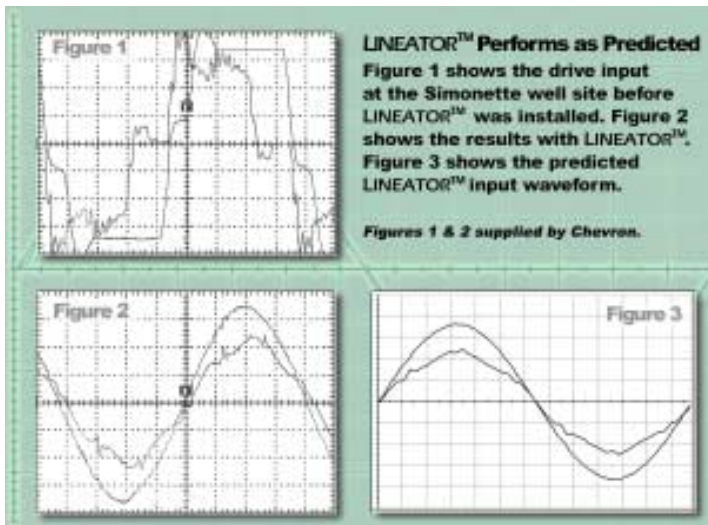 Figure 1
LINEATOR™ Performs as Predicted
Figure 1 shows the drive input
at the Simonette well site before
LINEATOR™ was installed. Figure 2
shows the results with LINEATOR™.
Figure 3 shows the predicted
LINEATOR™ input waveform.
Figures 1 & 2 supplied by Chevron.
Figure 2
Figure 3